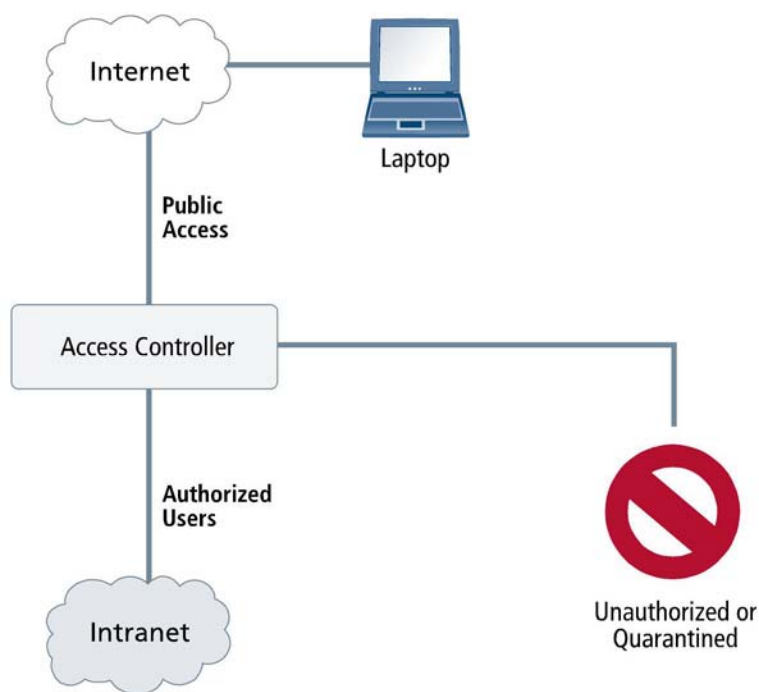 Internet
Laptop
Public
Access
Access Controller
Authorized
Users
Intranet
Unauthorized or
Quarantined